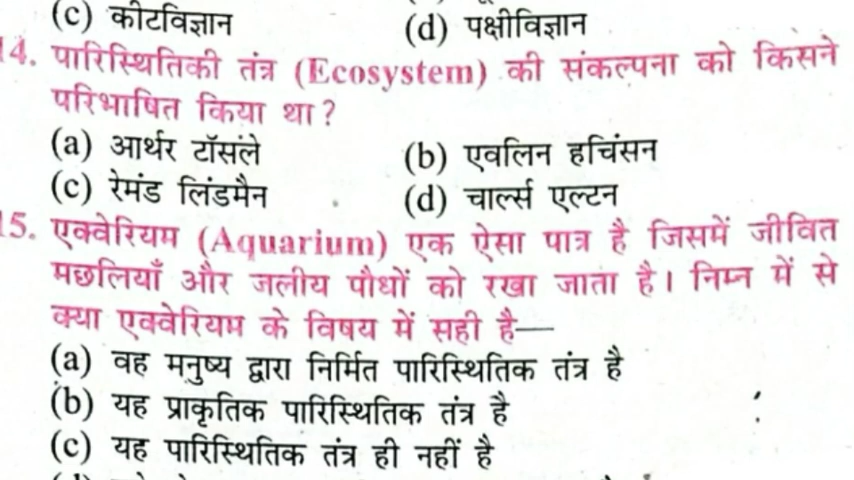 (c) कीटविज्ञान (d) पक्षीविज्ञान
14. पारिस्थितिकी तंत्र (Ecosystem) की संकल्पना को किसने
परिभाषित किया था?
(a) आर्थर टॉसंले (b) एवलिन हचिंसन
(c) रेमंड लिंडमैन (d) चार्ल्स एल्टन
15. एक्वेरियम (Aquarium) एक ऐसा पात्र है जिसमें जीवित
मछलियाँ और जलीय पौधों को रखा जाता है। निम्न में से
क्या एक्वेरियम के विषय में सही है—
(a) वह मनुष्य द्वारा निर्मित पारिस्थितिक तंत्र है
(b) यह प्राकृतिक पारिस्थितिक तंत्र है
(c) यह पारिस्थितिक तंत्र ही नहीं है